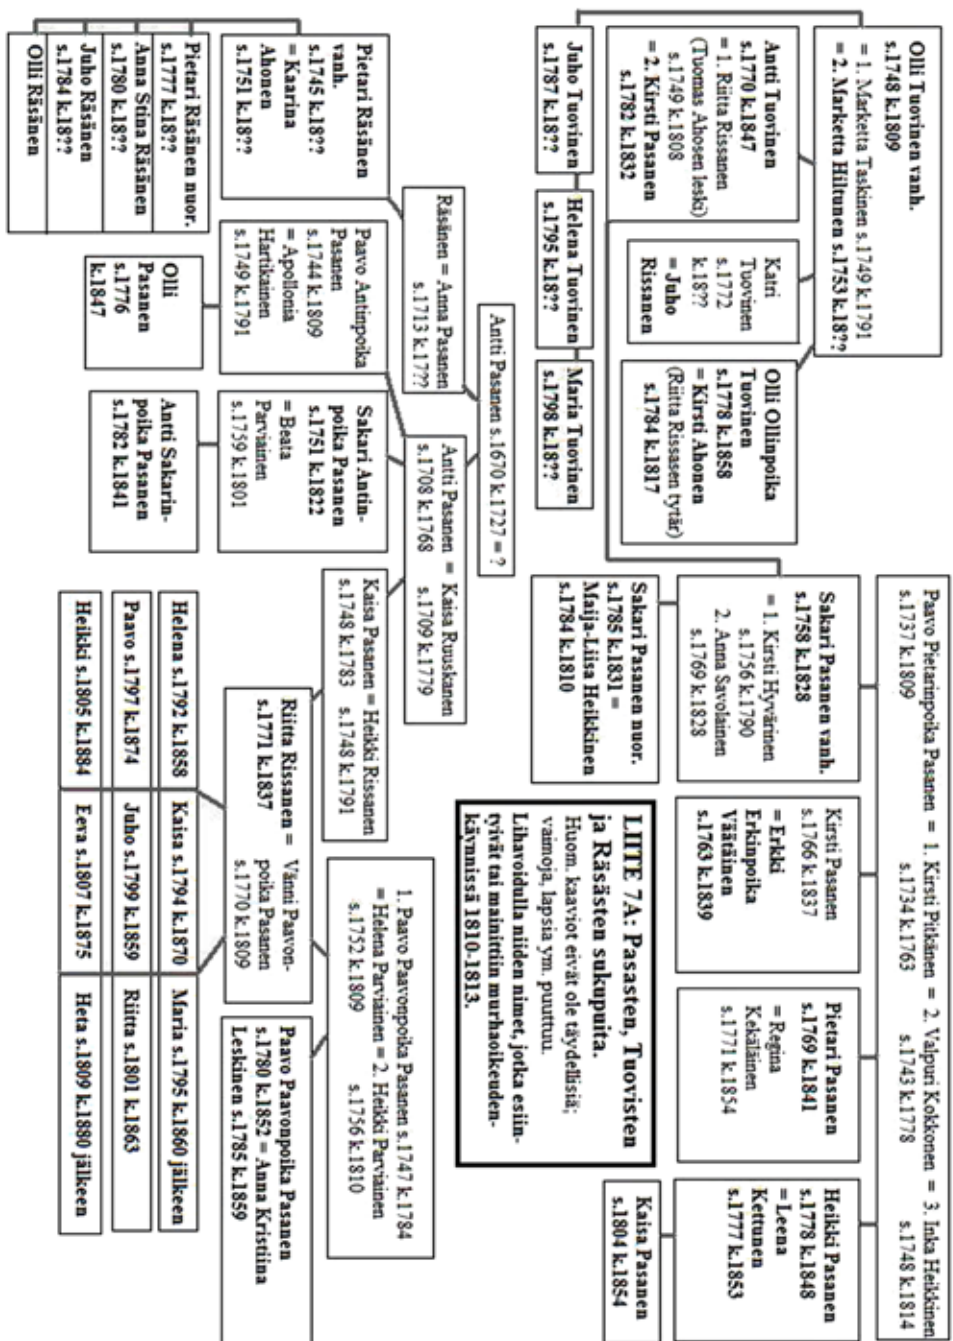 Olli Tuovinen vanh.
s.1748 k.1809
= 1. Marketta Taskinen s.1749 k.1791
= 2. Marketta Hiltunen s.1753 k.18??
Antti Tuovinen
s.1770 k.1847
= 1. Riitta Rissanen
(Tuomas Ahosen leski)
s.1749 k.1808
= 2. Kirsti Pasanen
s.1782 k.1832
Katri
Tuovinen
s.1772
k.18??
= Juho
Rissanen
Olli Ollinpoika
Tuovinen
s.1778 k.1858
= Kirsti Ahonen
(Riitta Rissasen tytär)
s.1784 k.1817
Juho Tuovinen
s.1787 k.18??
Helena Tuovinen
s.1795 k.18??
Maria Tuovinen
s.1798 k.18??
Paavo Pietarinpoika Pasanen = 1. Kirsti Pitkänen = 2. Valpuri Kokkonen = 3. Inka Heikkinen
s.1737 k.1809 s.1734 k.1763 s.1743 k.1778 s.1748 k.1814
Sakari Pasanen vanh.
s.1758 k.1828
= 1. Kirsti Hyvärinen
s.1756 k.1790
2. Anna Savolainen
s.1769 k.1828
Kirsti Pasanen
s.1766 k.1837
= Erkki
Erkinpoika
Väätäinen
s.1763 k.1839
Pietari Pasanen
s.1769 k.1841
= Regina
Kekäläinen
s.1771 k.1854
Heikki Pasanen
s.1778 k.1848
= Leena
Kettunen
s.1777 k.1853
Sakari Pasanen nuor.
s.1785 k.1831 =
Maija-Liisa Heikkinen
s.1784 k.1810
Kaisa Pasanen
s.1804 k.1854
LIITE 7A: Pasasten, Tuovisten
ja Räsästen sukupuita.
Huom. kaaviot eivät ole täydellisiä;
vaimoja, lapsia ym. puuttuu.
Lihavoidulla niiden nimet, jotka esiin-
tyivät tai mainittiin murhaoikeuden-
käynnissä 1810-1813.
Antti Pasanen s.1670 k.1727 = ?
Räsänen = Anna Pasanen
s.1713 k.17??
Antti Pasanen = Kaisa Ruuskanen
s.1708 k.1768 s.1709 k.1779
Pietari Räsänen
vanh.
s.1745 k.18??
= Kaarina
Ahonen
s.1751 k.18??
Paavo Antinpoika
Pasanen
s.1744 k.1809
= Apollonia
Hartikainen
s.1749 k.1791
Sakari Antin-
poika Pasanen
s.1751 k.1822
= Beata
Parviainen
s.1759 k.1801
Kaisa Pasanen = Heikki Rissanen
s.1748 k.1783 s.1748 k.1791
1. Paavo Paavonpoika Pasanen s.1747 k.1784
= Helena Parviainen = 2. Heikki Parviainen
s.1752 k.1809 s.1756 k.1810
Pietari Räsänen nuor.
s.1777 k.18??
Anna Stina Räsänen
s.1780 k.18??
Juho Räsänen
s.1784 k.18??
Olli Räsänen
Olli
Pasanen
s.1776
k.1847
Antti Sakarin-
poika Pasanen
s.1782 k.1841
Riitta Rissanen = Vänni Paavon-
s.1771 k.1837 poika Pasanen
s.1770 k.1809
Paavo Paavonpoika Pasanen
s.1780 k.1852 = Anna Kristiina
Leskinen s.1785 k.1859
Helena s.1792 k.1858
Kaisa s.1794 k.1870
Maria s.1795 k.1860 jälkeen
Paavo s.1797 k.1874
Juho s.1799 k.1859
Riitta s.1801 k.1863
Heikki s.1805 k.1884
Eeva s.1807 k.1875
Heta s.1809 k.1880 jälkeen